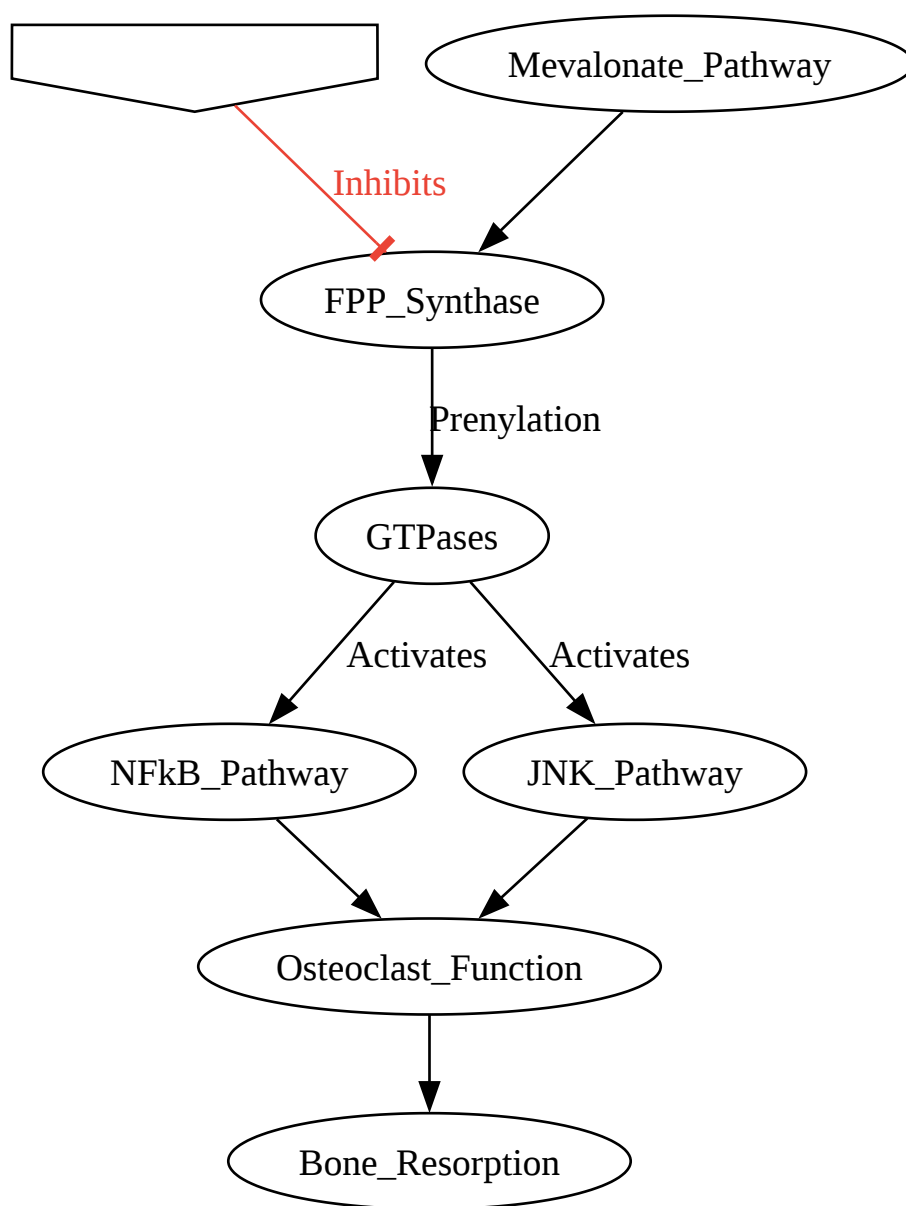 Mevalonate_Pathway
Inhibits
FPP_Synthase
Prenylation
GTPases
Activates
Activates
NFkB_Pathway
JNK_Pathway
Osteoclast_Function
Bone_Resorption